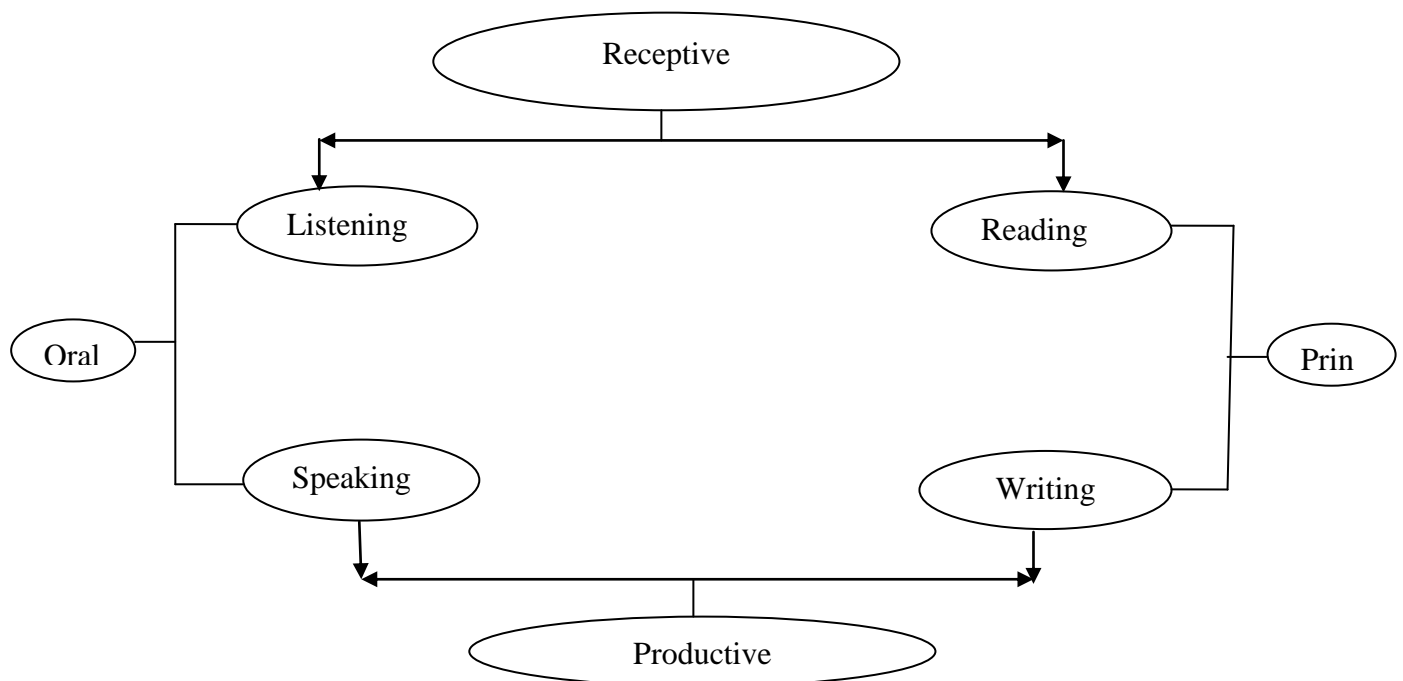 Receptive
Listening
Reading
Oral
Prin
Speaking
Writing
Productive